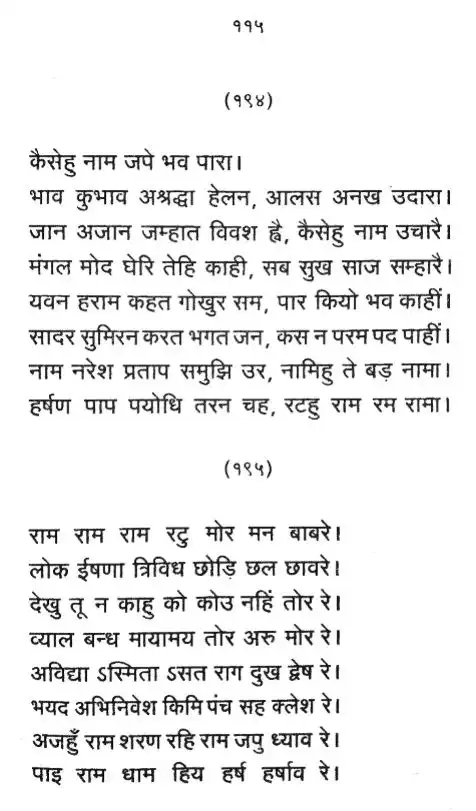 ११५
(१९४)
कैसेहु नाम जपे भव पारा।
भाव कुभाव अश्रद्धा हेलन, आलस अनख उदारा।
जान अजान जम्हात विवश ह्वै, कैसेहु नाम उचारै।
मंगल मोद घेरि तेहि काही, सब सुख साज सम्हारै।
यवन हराम कहत गोखुर सम, पार कियो भव काहीं।
सादर सुमिरन करत भगत जन, कस न परम पद पाहीं।
नाम नरेश प्रताप समुझि उर, नामिहु ते बड़ नामा।
हर्षण पाप पयोधि तरन चह, रटहु राम रम रामा।
(१९५)
राम राम राम रटु मोर मन बाबरे।
लोक ईषणा त्रिविध छोड़ि छल छावरे।
देखु तू न काहु को कोउ नहिं तोर रे।
व्याल बन्ध मायामय तोर अरु मोर रे।
अविद्या ऽस्मिता ऽसत राग दुख द्वेष रे।
भयद अभिनिवेश किमि पंच सह क्लेश रे।
अजहुँ राम शरण रहि राम जपु ध्याव रे।
पाइ राम धाम हिय हर्ष हर्षाव रे।